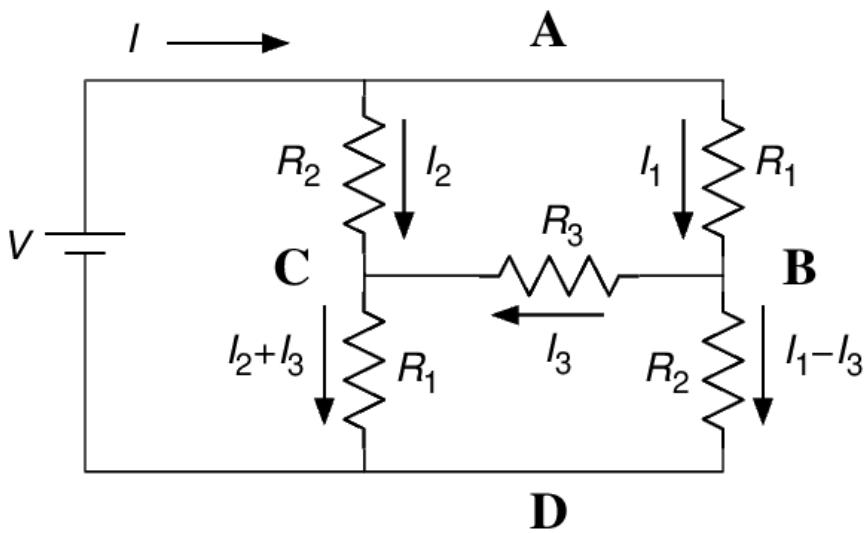 I
A
V
R₂
I₂
I₁
R₁
C
R₃
B
I₂+I₃
R₁
I₃
R₂
I₁−I₃
D